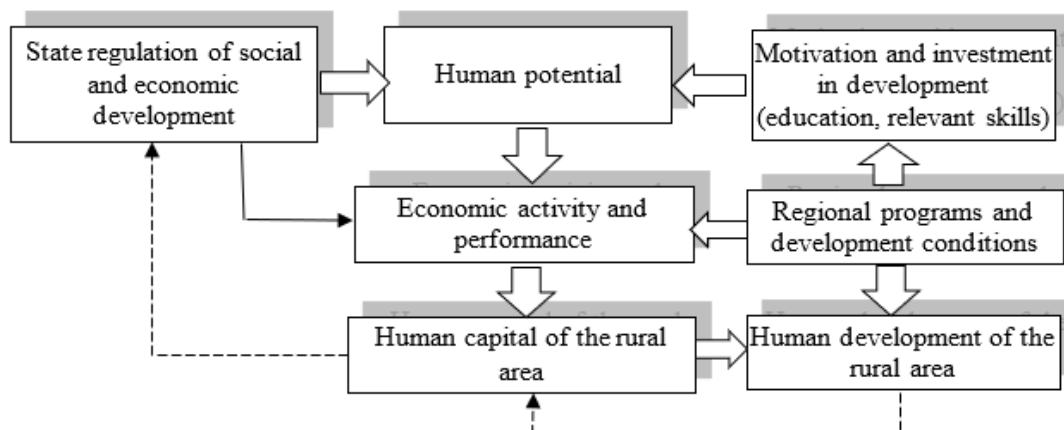 State regulation of social
and economic
development
Human potential
Motivation and investment
in development
(education, relevant skills)
Economic activity and
performance
Regional programs and
development conditions
Human capital of the rural
area
Human development of the
rural area